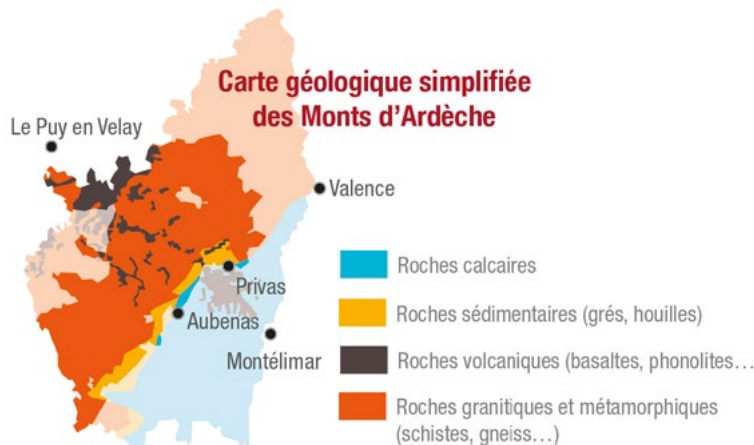 Carte géologique simplifiée
des Monts d'Ardèche
Le Puy en Velay
Valence
Privas
Aubenas
Montélimar
Roches calcaires
Roches sédimentaires (grés, houilles)
Roches volcaniques (basaltes, phonolites…
Roches granitiques et métamorphiques
(schistes, gneiss…)